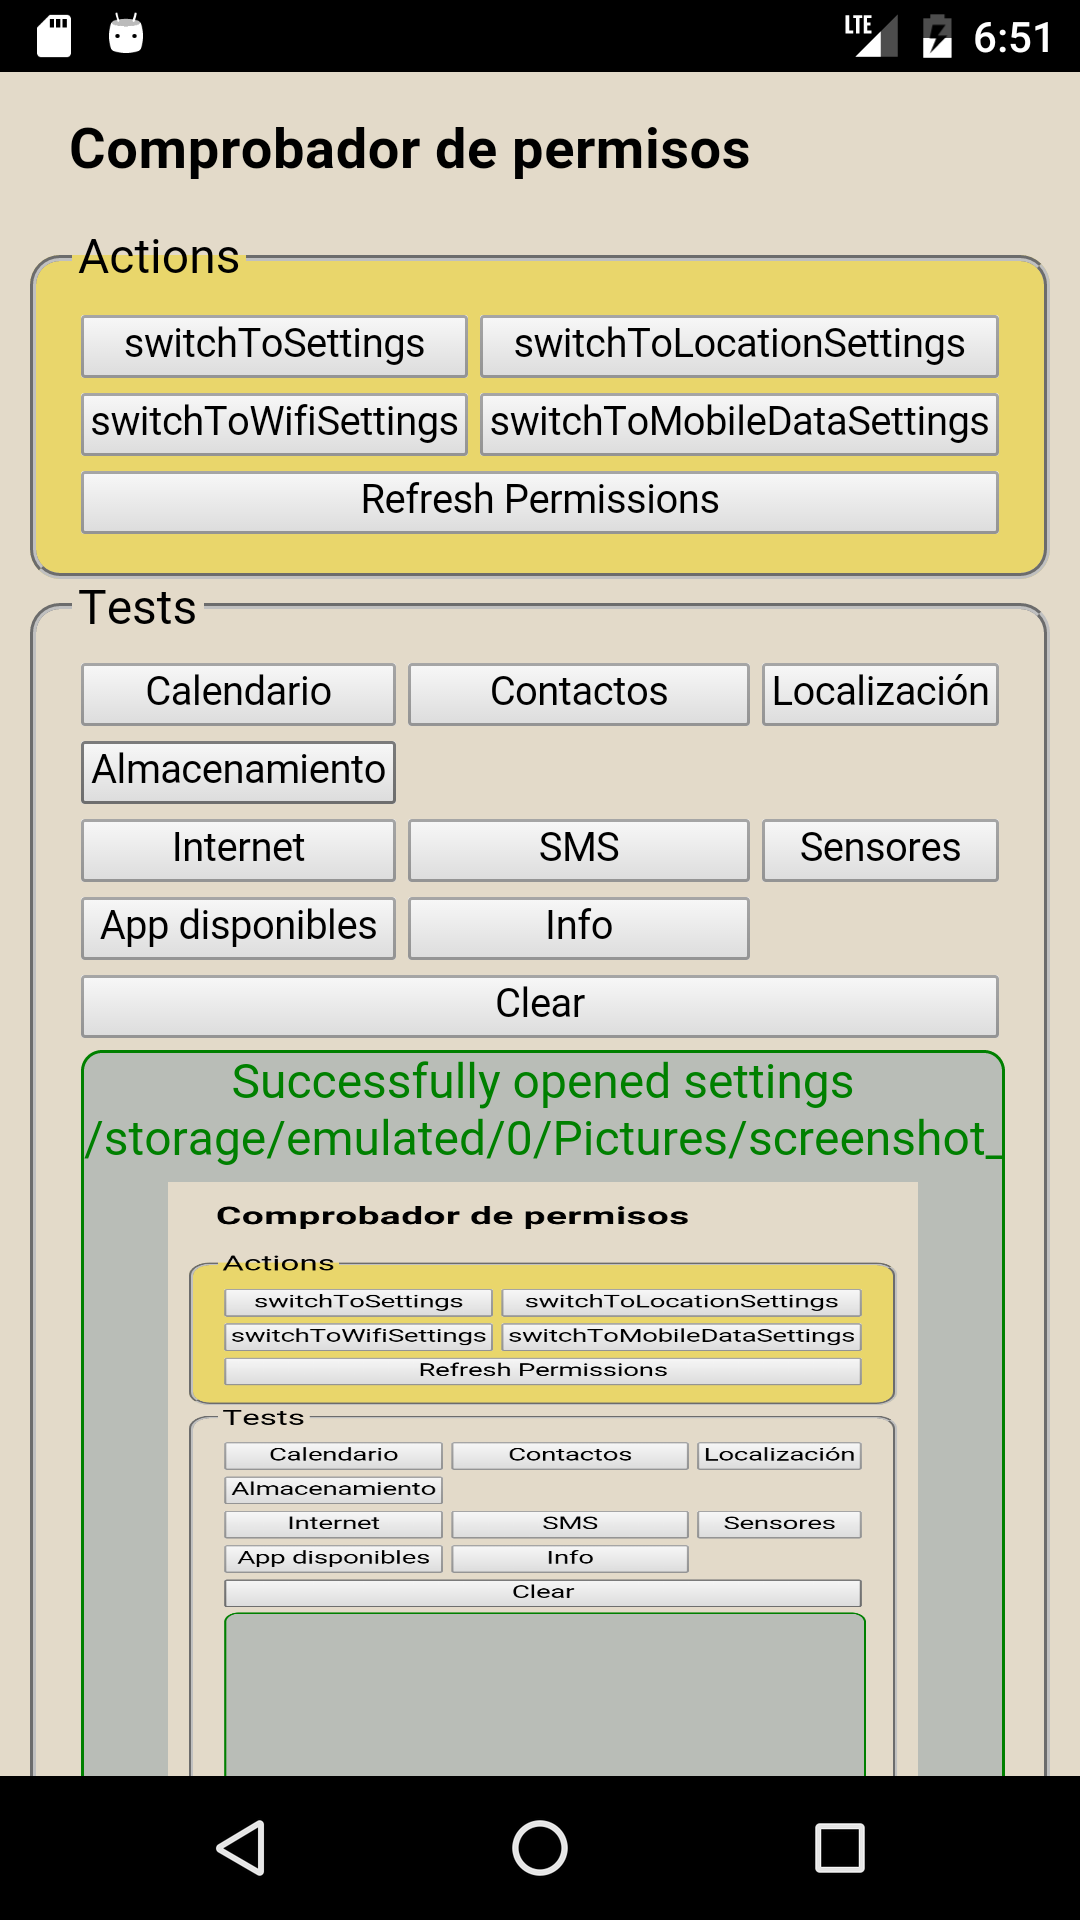 LTE 6:51
Comprobador de permisos
Actions
switchToSettings switchToLocationSettings
switchToWifiSettings switchToMobileDataSettings
Refresh Permissions
Tests
Calendario Contactos Localización
Almacenamiento
Internet SMS Sensores
App disponibles Info
Clear
Successfully opened settings
/storage/emulated/0/Pictures/screenshot_
Comprobador de permisos
Actions
switchToSettings switchToLocationSettings
switchToWifiSettings switchToMobileDataSettings
Refresh Permissions
Tests
Calendario Contactos Localización
Almacenamiento
Internet SMS Sensores
App disponibles Info
Clear